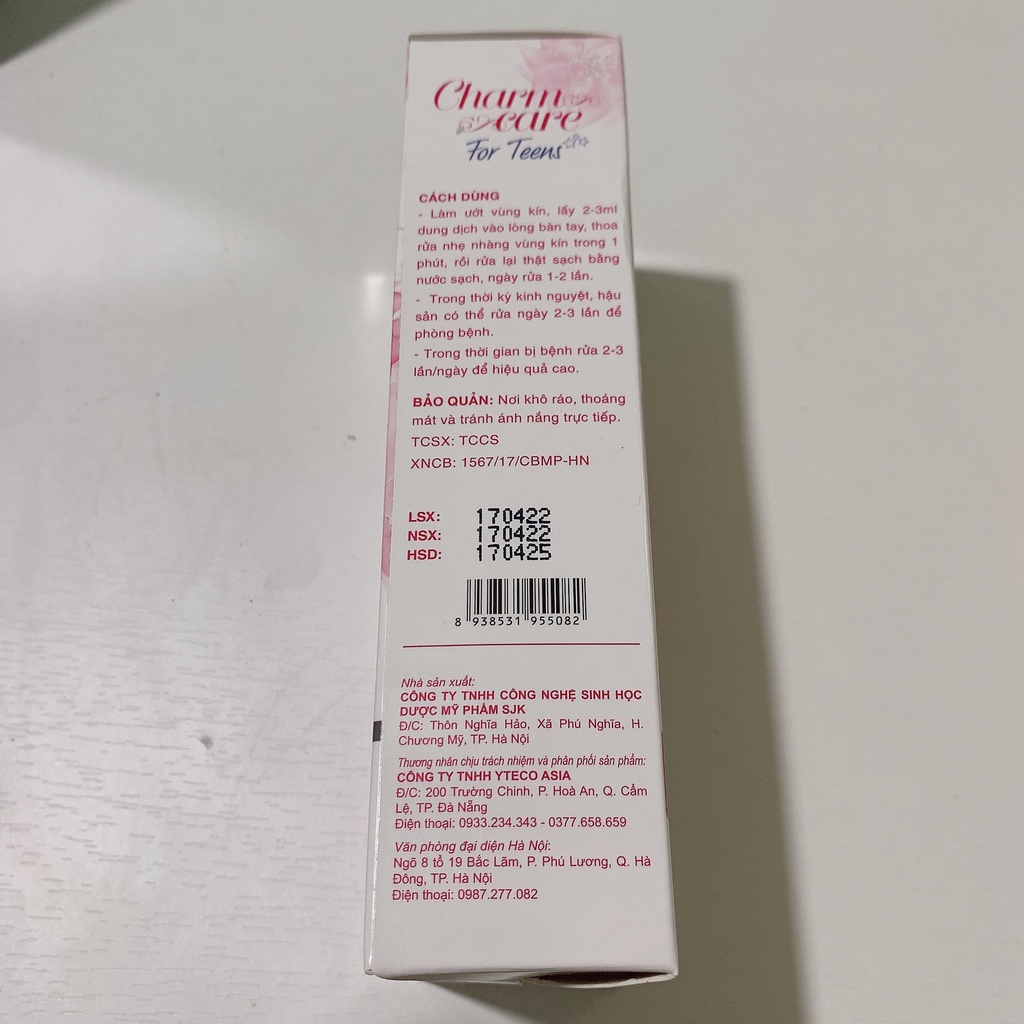 Charm
care
For Teens
CÁCH DÙNG
- Làm ướt vùng kín, lấy 2-3ml
dung dịch vào lòng bàn tay, thoa
rửa nhẹ nhàng vùng kín trong 1
phút, rồi rửa lại thật sạch bằng
nước sạch, ngày rửa 1-2 lần.
- Trong thời kỳ kinh nguyệt, hậu
sản có thể rửa ngày 2-3 lần để
phòng bệnh.
- Trong thời gian bị bệnh rửa 2-3
lần/ngày để hiệu quả cao.
BẢO QUẢN: Nơi khô ráo, thoáng
mát và tránh ánh nắng trực tiếp.
TCSX: TCCS
XNCB: 1567/17/CBMP-HN
LSX: 170422
NSX: 170422
HSD: 170425
8 938531 955082
Nhà sản xuất:
CÔNG TY TNHH CÔNG NGHỆ SINH HỌC
DƯỢC MỸ PHẨM SJK
Đ/C: Thôn Nghĩa Hảo, Xã Phú Nghĩa, H.
Chương Mỹ, TP. Hà Nội
Thương nhân chịu trách nhiệm và phân phối sản phẩm:
CÔNG TY TNHH YTECO ASIA
Đ/C: 200 Trường Chinh, P. Hoà An, Q. Cẩm
Lệ, TP. Đà Nẵng
Điện thoại: 0933.234.343 - 0377.658.659
Văn phòng đại diện Hà Nội:
Ngõ 8 tổ 19 Bắc Lãm, P. Phú Lương, Q. Hà
Đông, TP. Hà Nội
Điện thoại: 0987.277.082